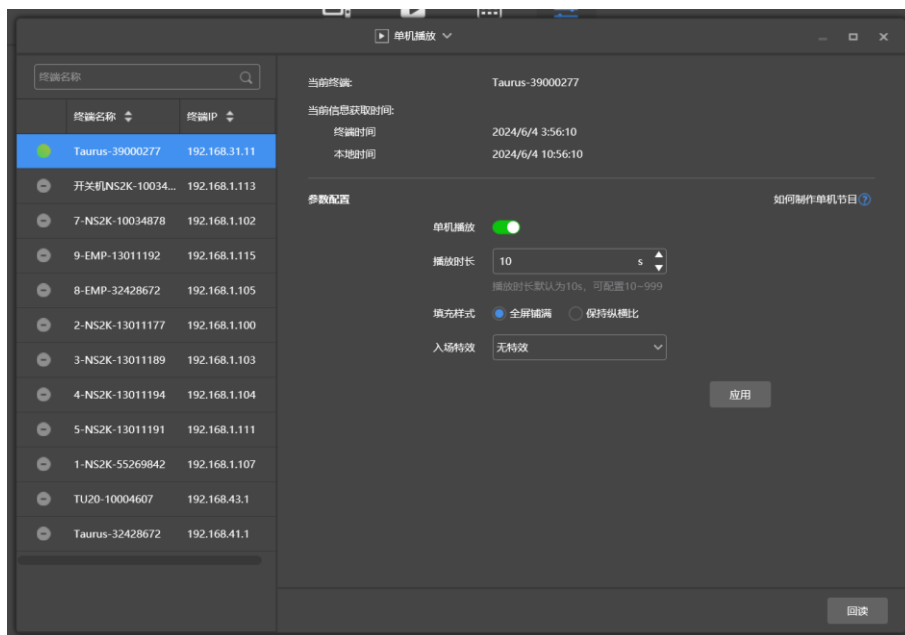 单机播放
终端名称
终端名称 终端IP
Taurus-39000277 192.168.31.11
开关机NS2K-10034... 192.168.1.113
7-NS2K-10034878 192.168.1.102
9-EMP-13011192 192.168.1.115
8-EMP-32428672 192.168.1.105
2-NS2K-13011177 192.168.1.100
3-NS2K-13011189 192.168.1.103
4-NS2K-13011194 192.168.1.104
5-NS2K-13011191 192.168.1.111
1-NS2K-55269842 192.168.1.107
TU20-10004607 192.168.43.1
Taurus-32428672 192.168.41.1
当前终端: Taurus-39000277
当前信息获取时间:
终端时间 2024/6/4 3:56:10
本地时间 2024/6/4 10:56:10
参数配置 如何制作单机节目?
单机播放
播放时长 10 s
播放时长默认为10s，可配置10~999
填充样式 全屏铺满 保持纵横比
入场特效 无特效
应用
回读